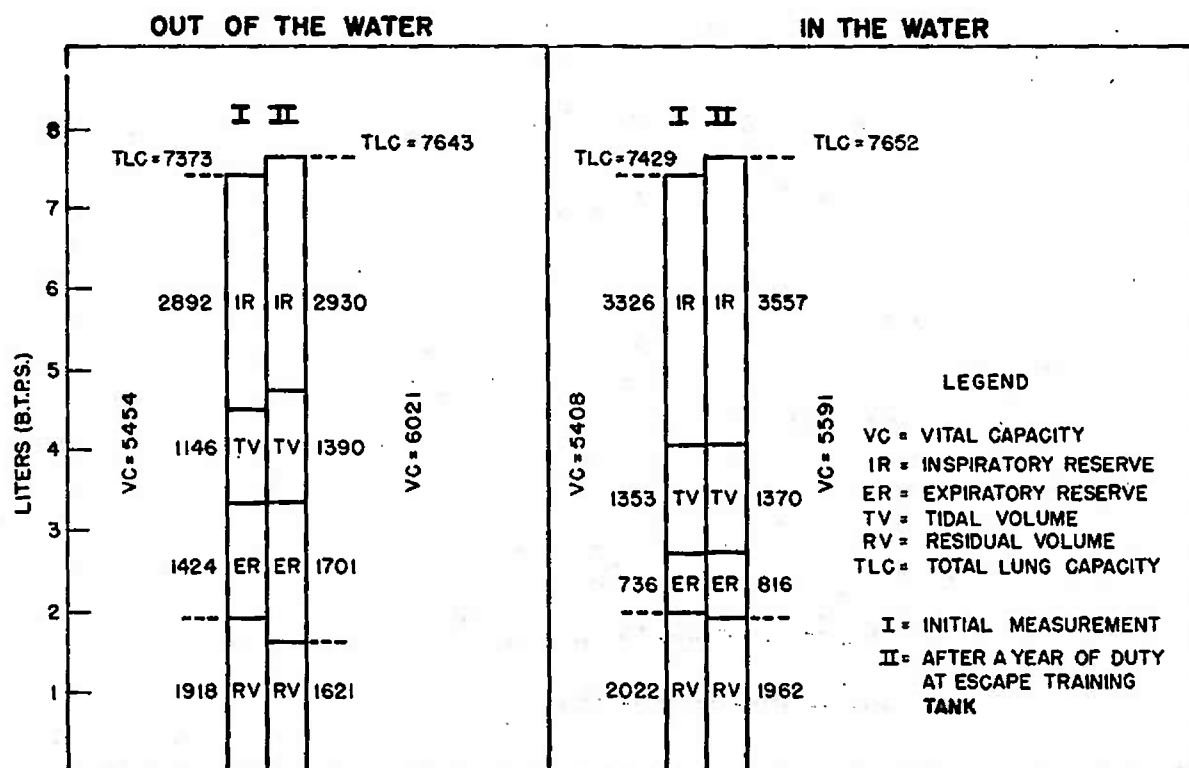 OUT OF THE WATER
IN THE WATER
LITERS (B.T.P.S.)
8
7
6
5
4
3
2
1
I II
TLC = 7373
TLC = 7643
2892 IR IR 2930
1146 TV TV 1390
1424 ER ER 1701
1918 RV RV 1621
VC = 5454
VC = 6021
I II
TLC = 7429
TLC = 7652
3326 IR IR 3557
1353 TV TV 1370
736 ER ER 816
2022 RV RV 1962
VC = 5408
VC = 5591
LEGEND
VC = VITAL CAPACITY
IR = INSPIRATORY RESERVE
ER = EXPIRATORY RESERVE
TV = TIDAL VOLUME
RV = RESIDUAL VOLUME
TLC = TOTAL LUNG CAPACITY
I = INITIAL MEASUREMENT
II = AFTER A YEAR OF DUTY
AT ESCAPE TRAINING
TANK